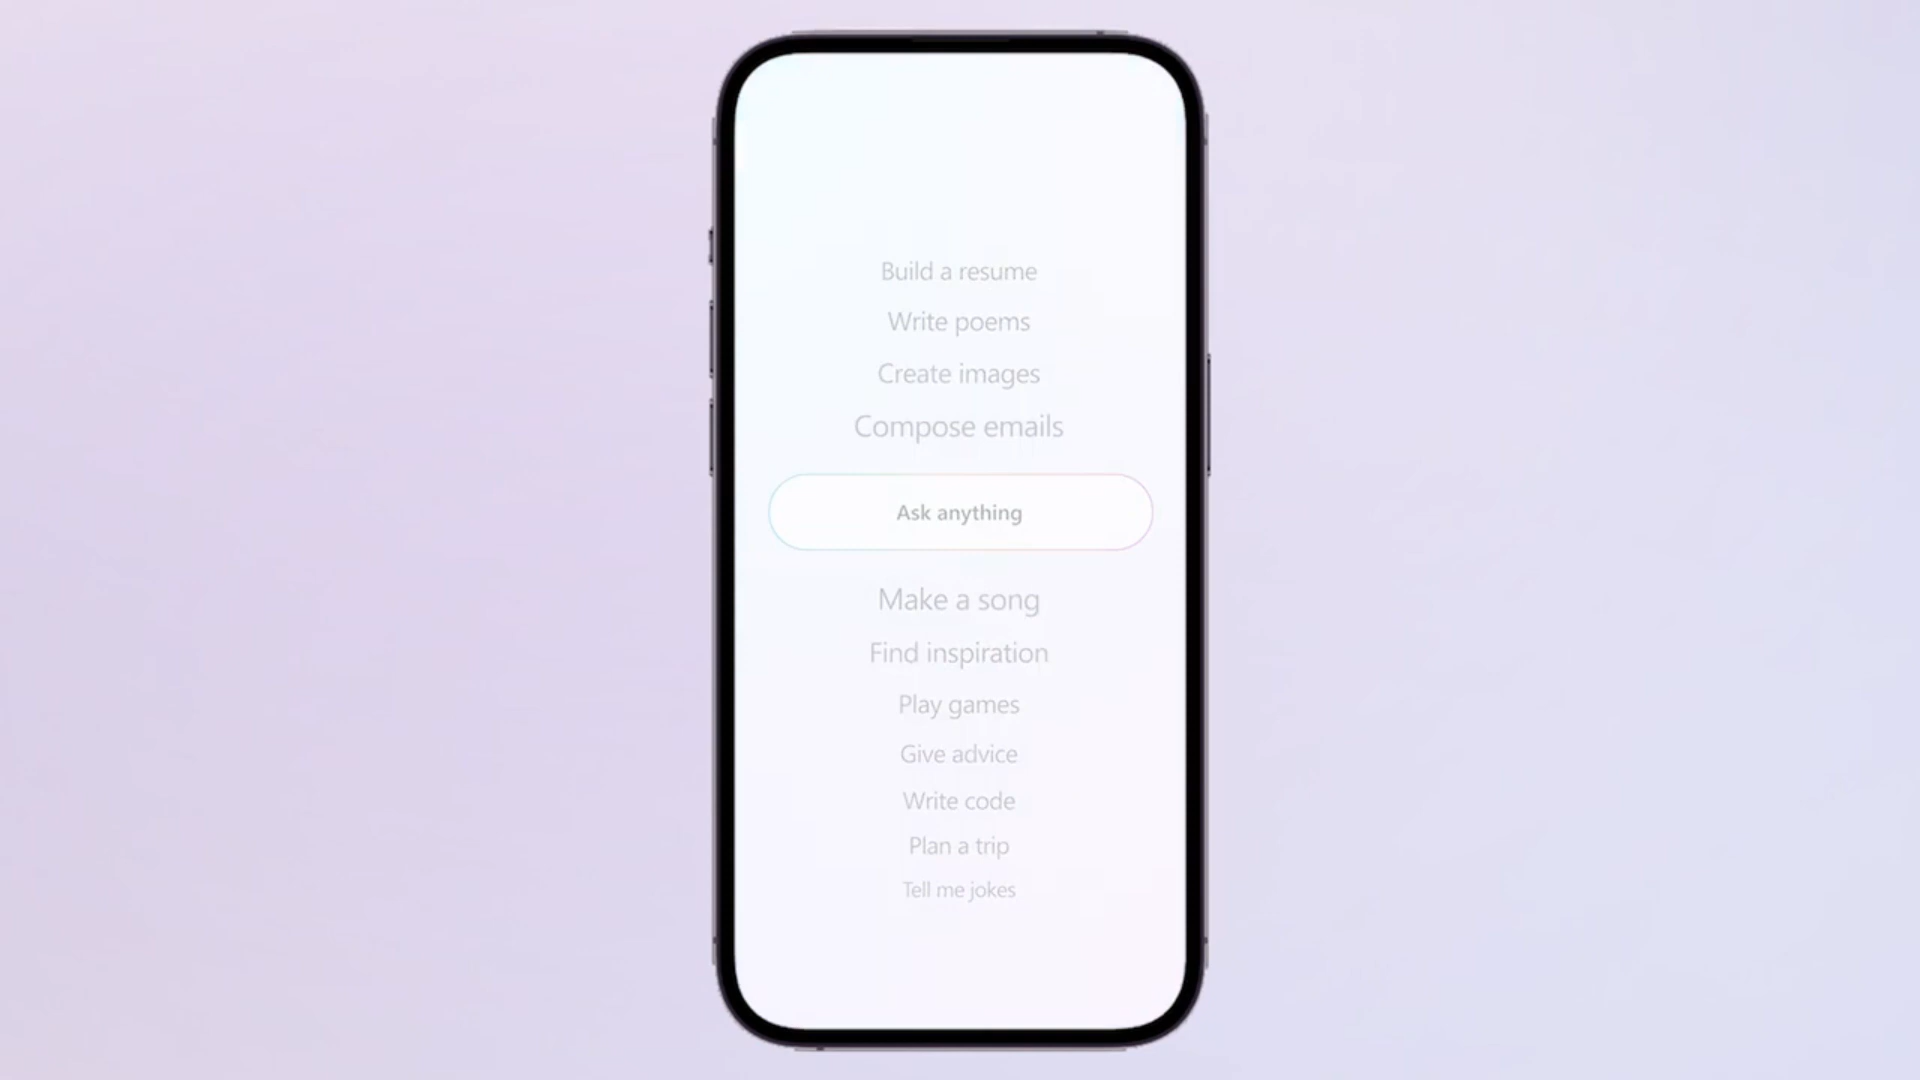 Build a resume
Write poems
Create images
Compose emails
Ask anything
Make a song
Find inspiration
Play games
Give advice
Write code
Plan a trip
Tell me jokes